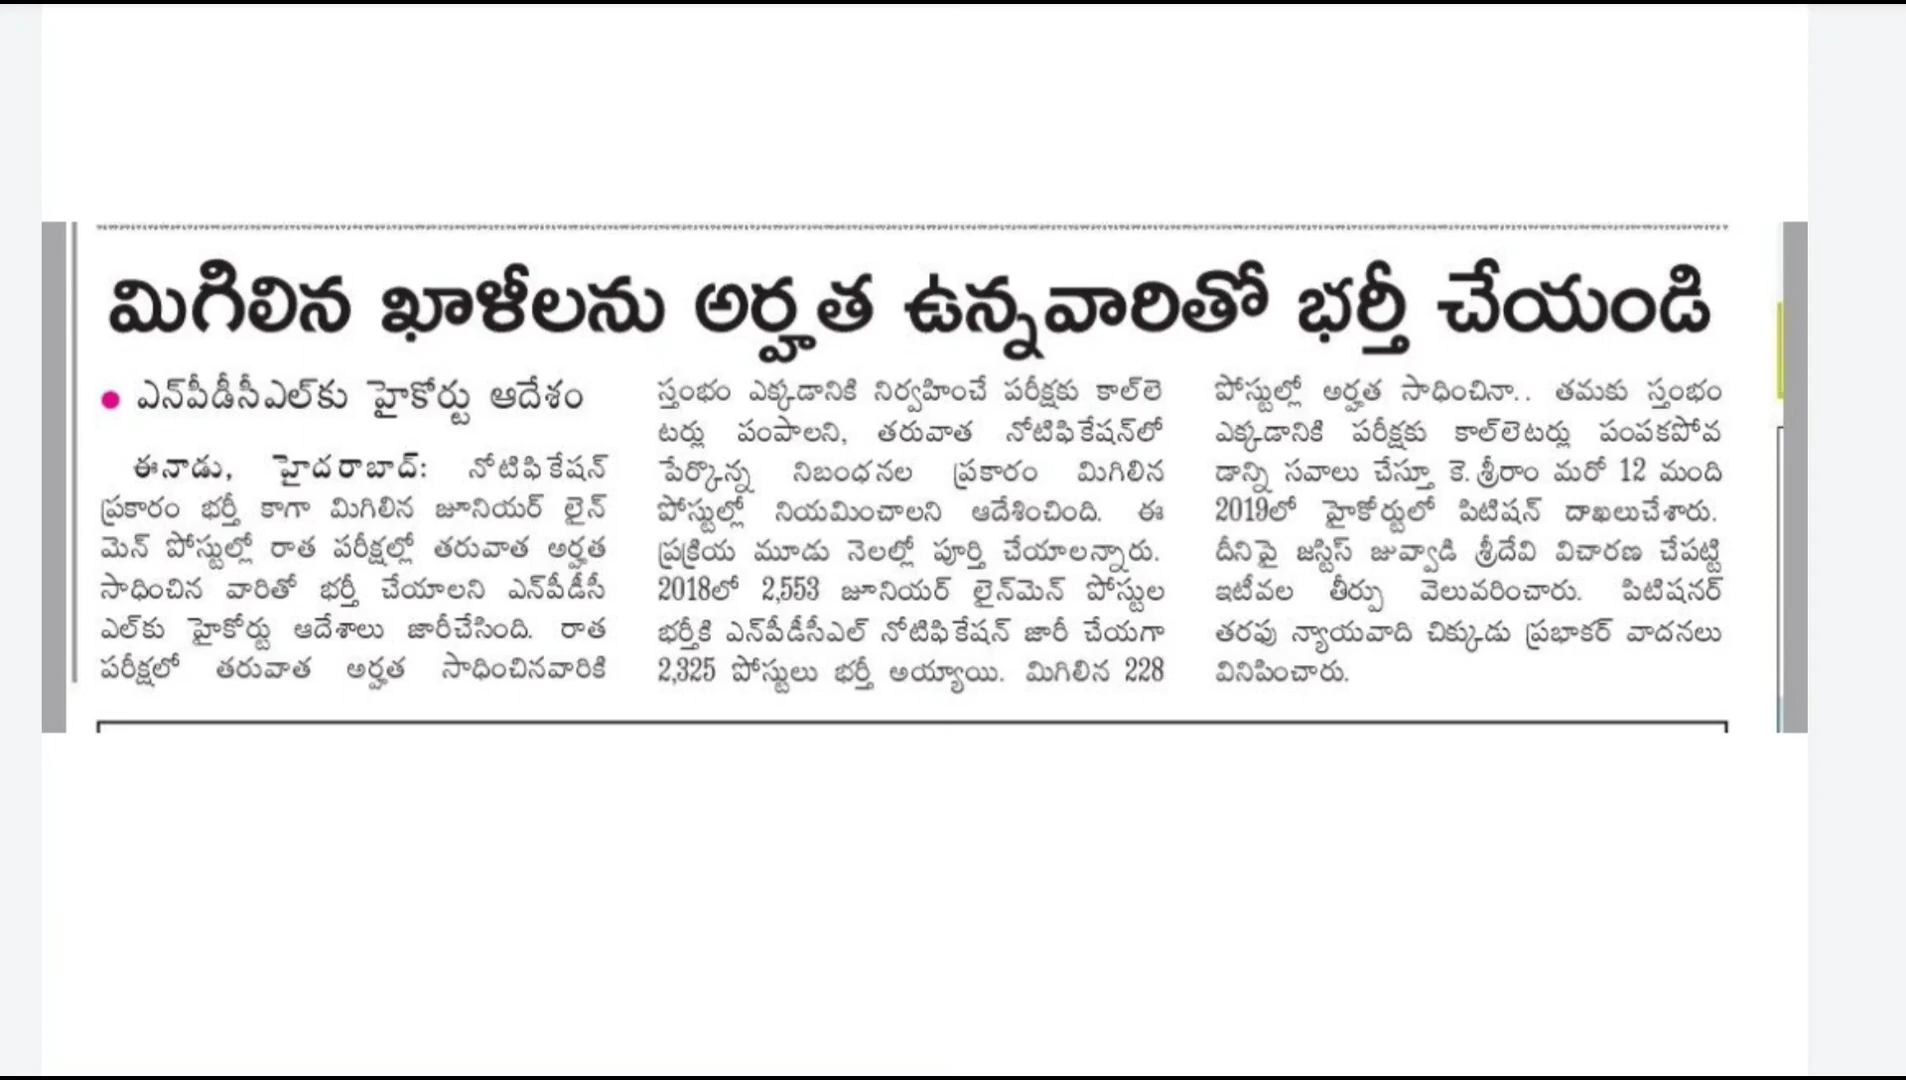 మిగిలిన ఖాళీలను అర్హత ఉన్నవారితో భర్తీ చేయండి
● ఎన్‌పీడీసీఎల్‌కు హైకోర్టు ఆదేశం
ఈనాడు, హైదరాబాద్: నోటిఫికేషన్
ప్రకారం భర్తీ కాగా మిగిలిన జూనియర్ లైన్
మెన్ పోస్టుల్లో రాత పరీక్షల్లో తరువాత అర్హత
సాధించిన వారితో భర్తీ చేయాలని ఎన్‌పీడీసీ
ఎల్‌కు హైకోర్టు ఆదేశాలు జారీచేసింది. రాత
పరీక్షలో తరువాత అర్హత సాధించినవారికి
స్తంభం ఎక్కడానికి నిర్వహించే పరీక్షకు కాల్‌లె
టర్లు పంపాలని, తరువాత నోటిఫికేషన్‌లో
పేర్కొన్న నిబంధనల ప్రకారం మిగిలిన
పోస్టుల్లో నియమించాలని ఆదేశించింది. ఈ
ప్రక్రియ మూడు నెలల్లో పూర్తి చేయాలన్నారు.
2018లో 2,553 జూనియర్ లైన్‌మెన్ పోస్టుల
భర్తీకి ఎన్‌పీడీసీఎల్ నోటిఫికేషన్ జారీ చేయగా
2,325 పోస్టులు భర్తీ అయ్యాయి. మిగిలిన 228
పోస్టుల్లో అర్హత సాధించినా.. తమకు స్తంభం
ఎక్కడానికి పరీక్షకు కాల్‌లెటర్లు పంపకపోవ
డాన్ని సవాలు చేస్తూ కె.శ్రీరాం మరో 12 మంది
2019లో హైకోర్టులో పిటిషన్ దాఖలుచేశారు.
దీనిపై జస్టిస్ జువ్వాడి శ్రీదేవి విచారణ చేపట్టి
ఇటీవల తీర్పు వెలువరించారు. పిటిషనర్
తరఫు న్యాయవాది చిక్కుడు ప్రభాకర్ వాదనలు
వినిపించారు.